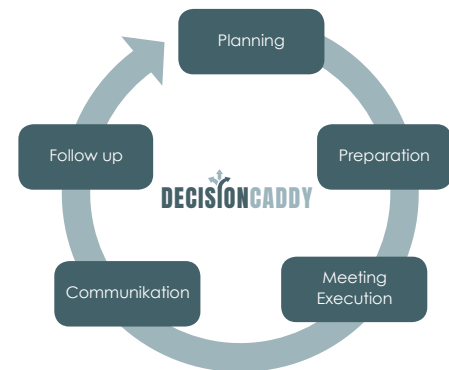 Planning
Preparation
Meeting
Execution
Communikation
Follow up
DECISIONCADDY